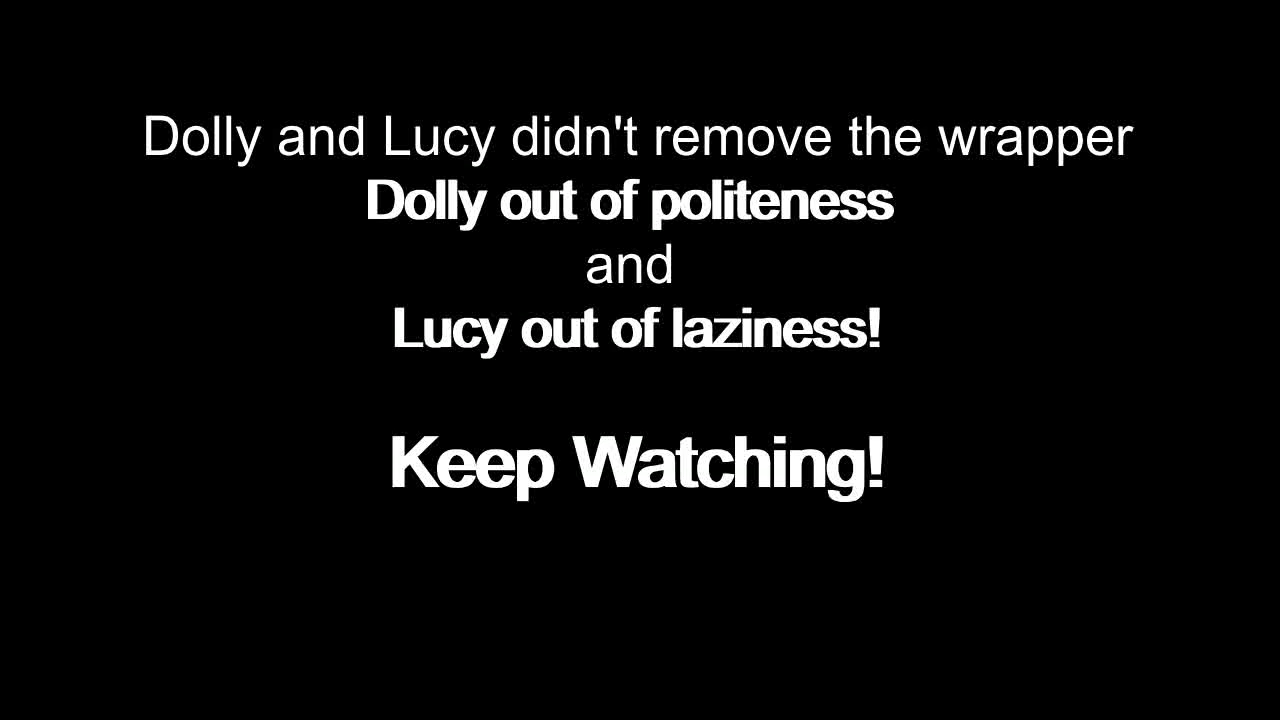 Dolly and Lucy didn't remove the wrapper
Dolly out of politeness
and
Lucy out of laziness!
Keep Watching!